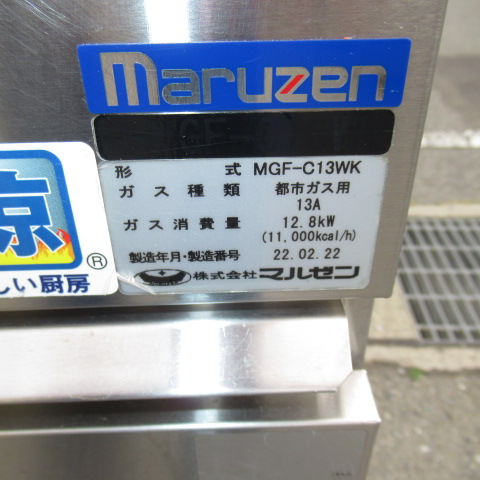 maruzen
形 式 MGF-C13WK
ガ ス 種 類 都市ガス用
13A
ガス消費量 12.8kW
(11,000kcal/h)
製造年月・製造番号 22.02.22
株式会社 マルゼン
涼
®
しい厨房